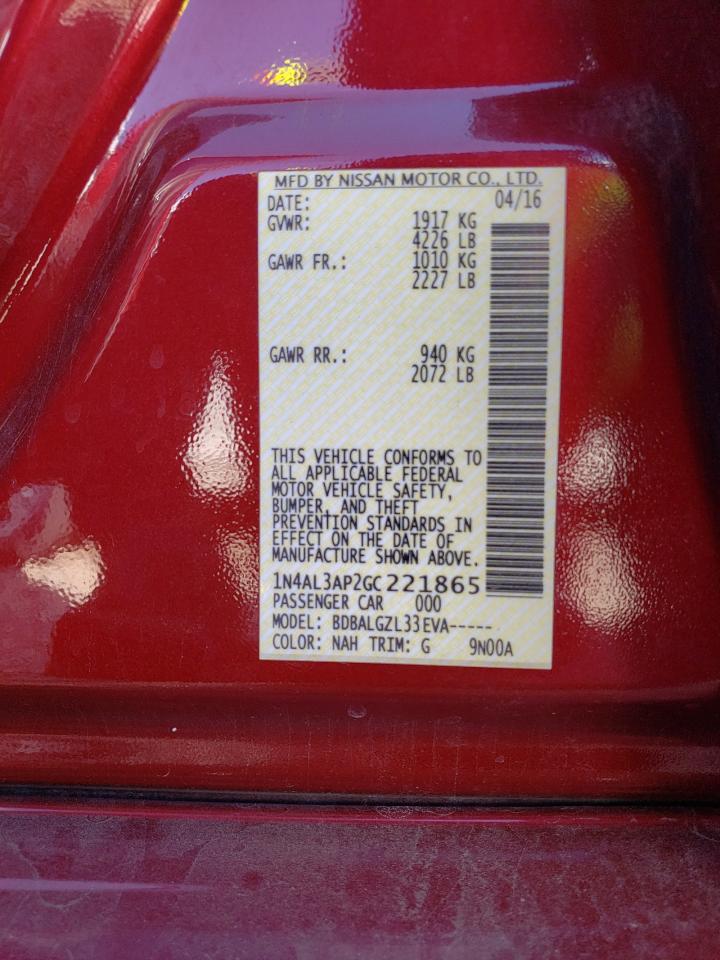 MFD BY NISSAN MOTOR CO., LTD.
DATE: 04/16
GVWR: 1917 KG
4226 LB
GAWR FR.: 1010 KG
2227 LB
GAWR RR.: 940 KG
2072 LB
THIS VEHICLE CONFORMS TO
ALL APPLICABLE FEDERAL
MOTOR VEHICLE SAFETY,
BUMPER, AND THEFT
PREVENTION STANDARDS IN
EFFECT ON THE DATE OF
MANUFACTURE SHOWN ABOVE.
1N4AL3AP2GC221865
PASSENGER CAR 000
MODEL: BDBALGZL33EVA-----
COLOR: NAH TRIM: G 9N00A